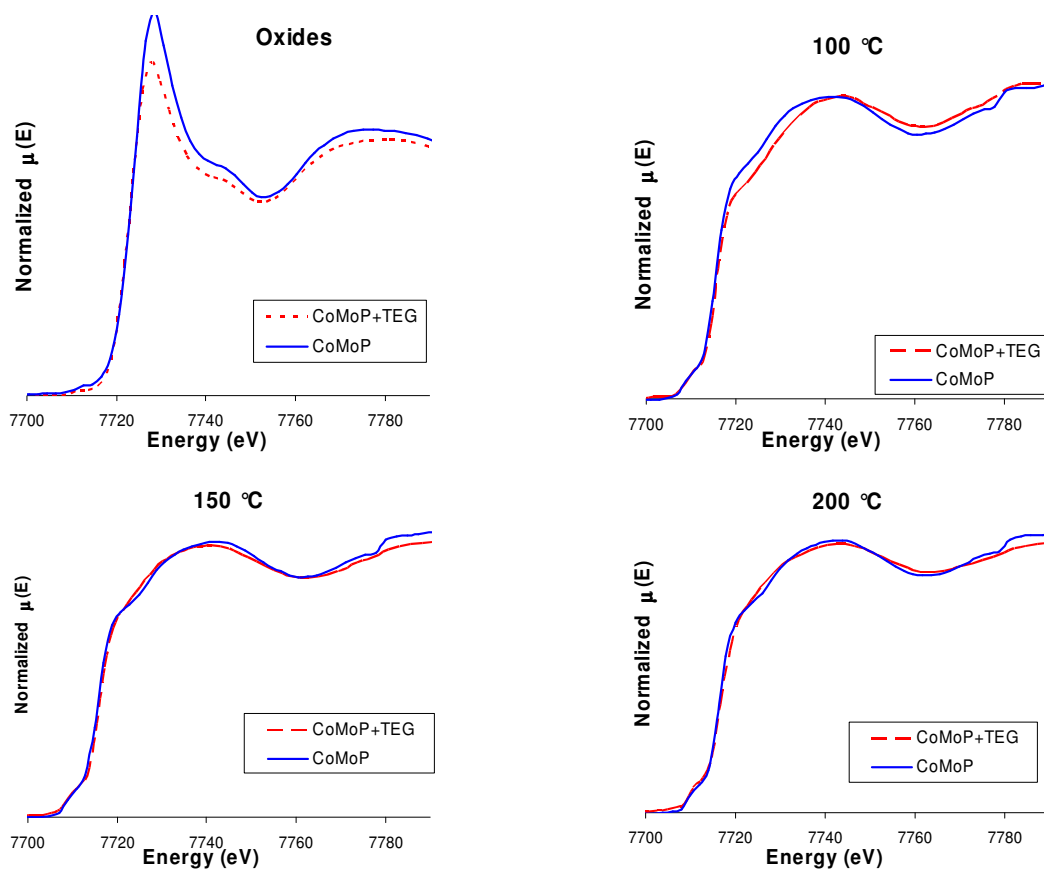 Oxides
Normalized μ(E)
CoMoP+TEG
CoMoP
7700 7720 7740 7760 7780
Energy (eV)
100 °C
Normalized μ(E)
CoMoP+TEG
CoMoP
7700 7720 7740 7760 7780
Energy (eV)
150 °C
Normalized μ(E)
CoMoP+TEG
CoMoP
7700 7720 7740 7760 7780
Energy (eV)
200 °C
Normalized μ(E)
CoMoP+TEG
CoMoP
7700 7720 7740 7760 7780
Energy (eV)